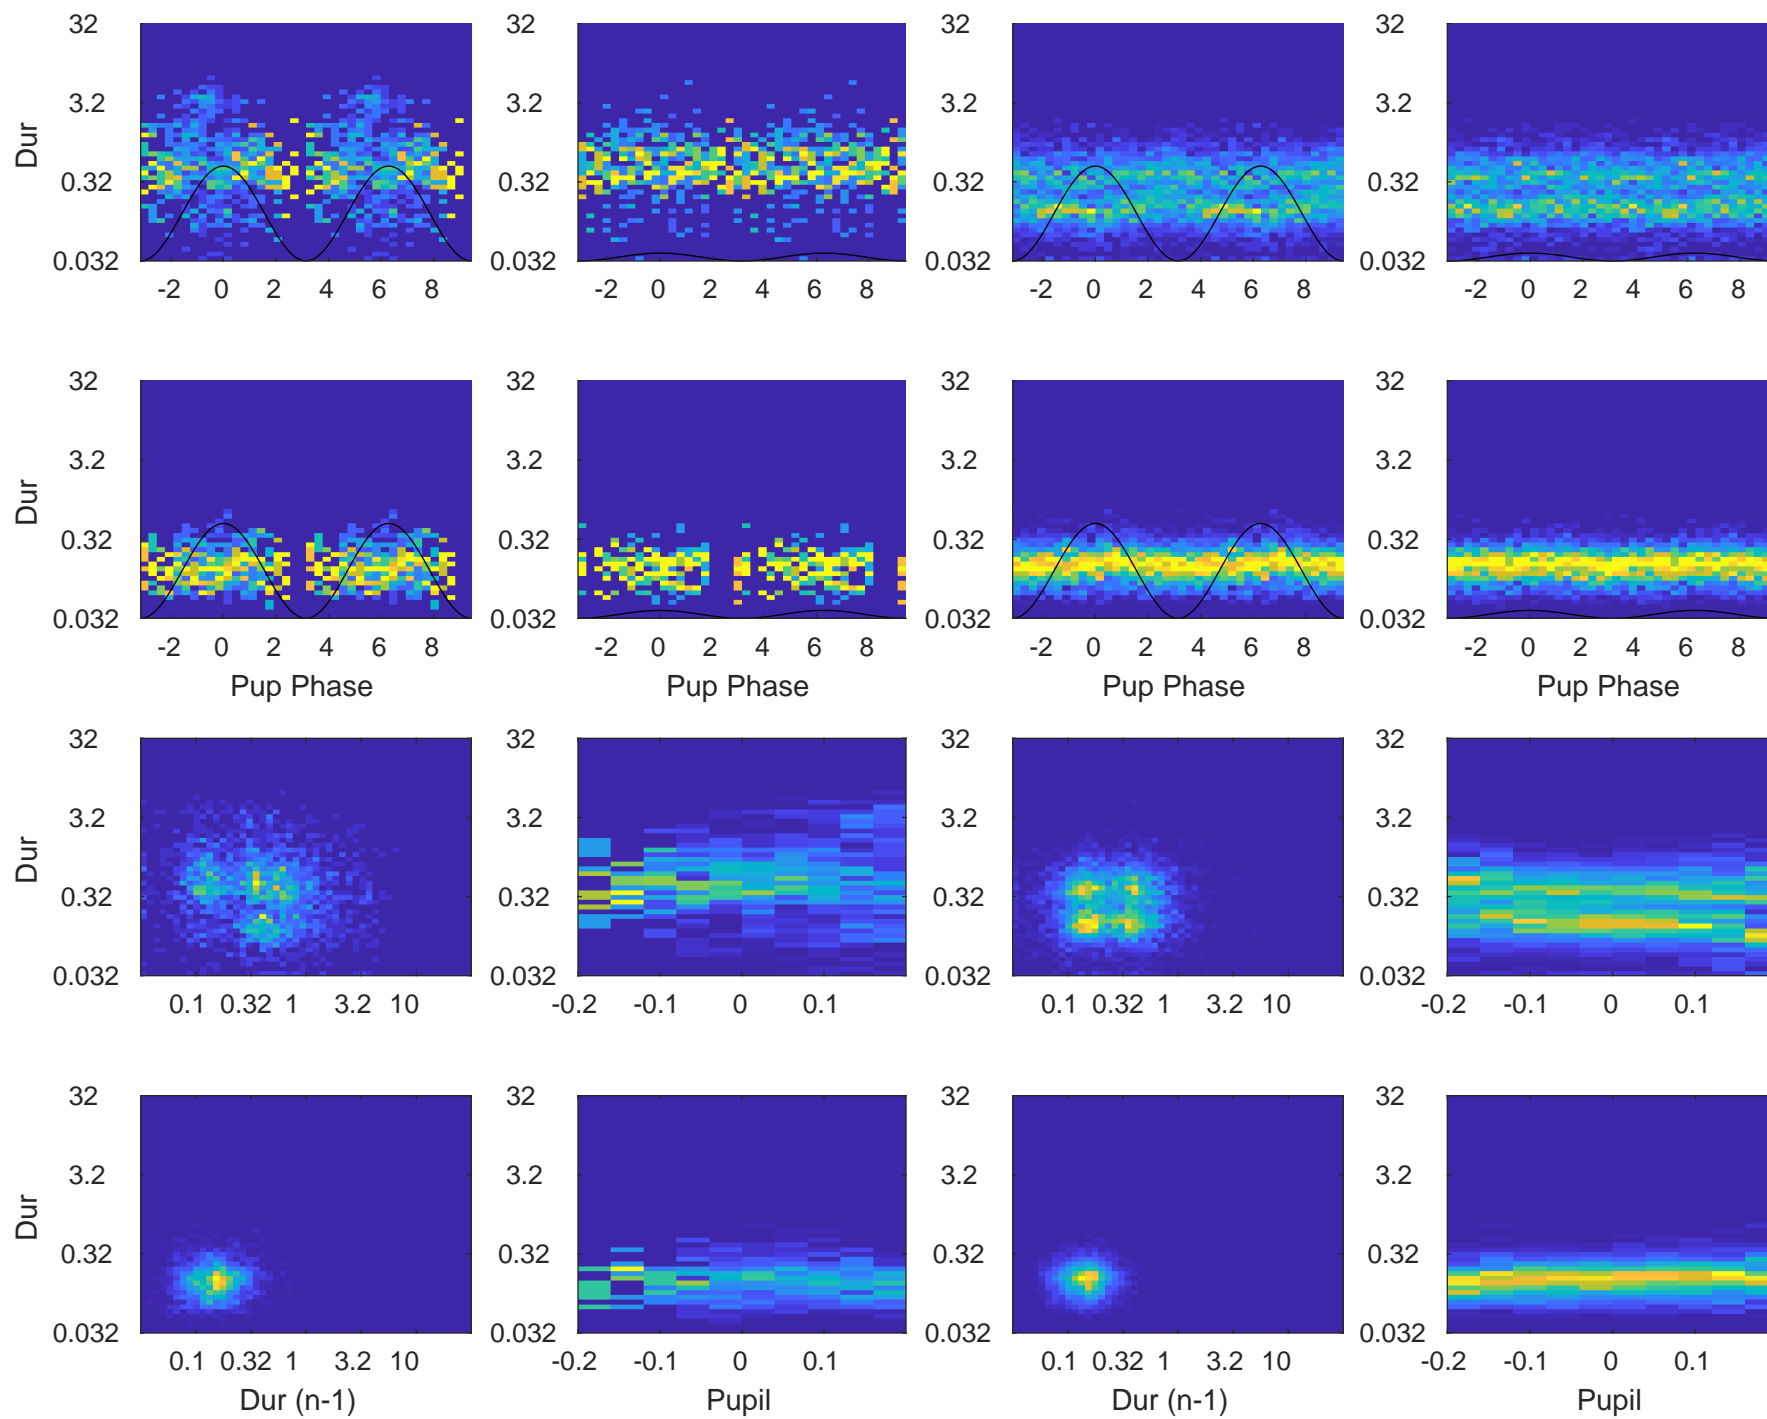 32 32 32 32
3.2 3.2 3.2 3.2
Dur
0.32 0.32 0.32 0.32
0.032 0.032 0.032 0.032
-2 0 2 4 6 8 -2 0 2 4 6 8 -2 0 2 4 6 8 -2 0 2 4 6 8
32 32 32 32
3.2 3.2 3.2 3.2
Dur
0.32 0.32 0.32 0.32
0.032 0.032 0.032 0.032
-2 0 2 4 6 8 -2 0 2 4 6 8 -2 0 2 4 6 8 -2 0 2 4 6 8
Pup Phase Pup Phase Pup Phase Pup Phase
32 32 32 32
3.2 3.2 3.2 3.2
Dur
0.32 0.32 0.32 0.32
0.032 0.032 0.032 0.032
0.1 0.32 1 3.2 10 -0.2 -0.1 0 0.1 0.1 0.32 1 3.2 10 -0.2 -0.1 0 0.1
32 32 32 32
3.2 3.2 3.2 3.2
Dur
0.32 0.32 0.32 0.32
0.032 0.032 0.032 0.032
0.1 0.32 1 3.2 10 -0.2 -0.1 0 0.1 0.1 0.32 1 3.2 10 -0.2 -0.1 0 0.1
Dur (n-1) Pupil Dur (n-1) Pupil